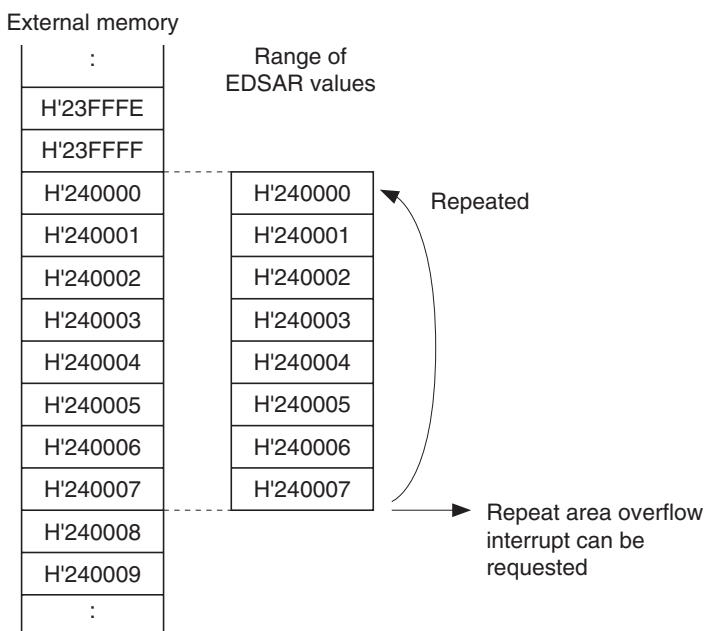 External memory
:
H'23FFFE
H'23FFFF
H'240000
H'240001
H'240002
H'240003
H'240004
H'240005
H'240006
H'240007
H'240008
H'240009
:
Range of
EDSAR values
H'240000
H'240001
H'240002
H'240003
H'240004
H'240005
H'240006
H'240007
Repeated
Repeat area overflow
interrupt can be
requested